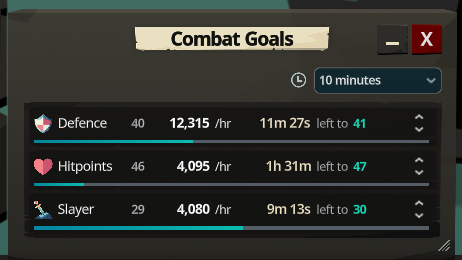 Combat Goals
X
10 minutes
Defence 40 12,315 /hr 11m 27s left to 41
Hitpoints 46 4,095 /hr 1h 31m left to 47
Slayer 29 4,080 /hr 9m 13s left to 30